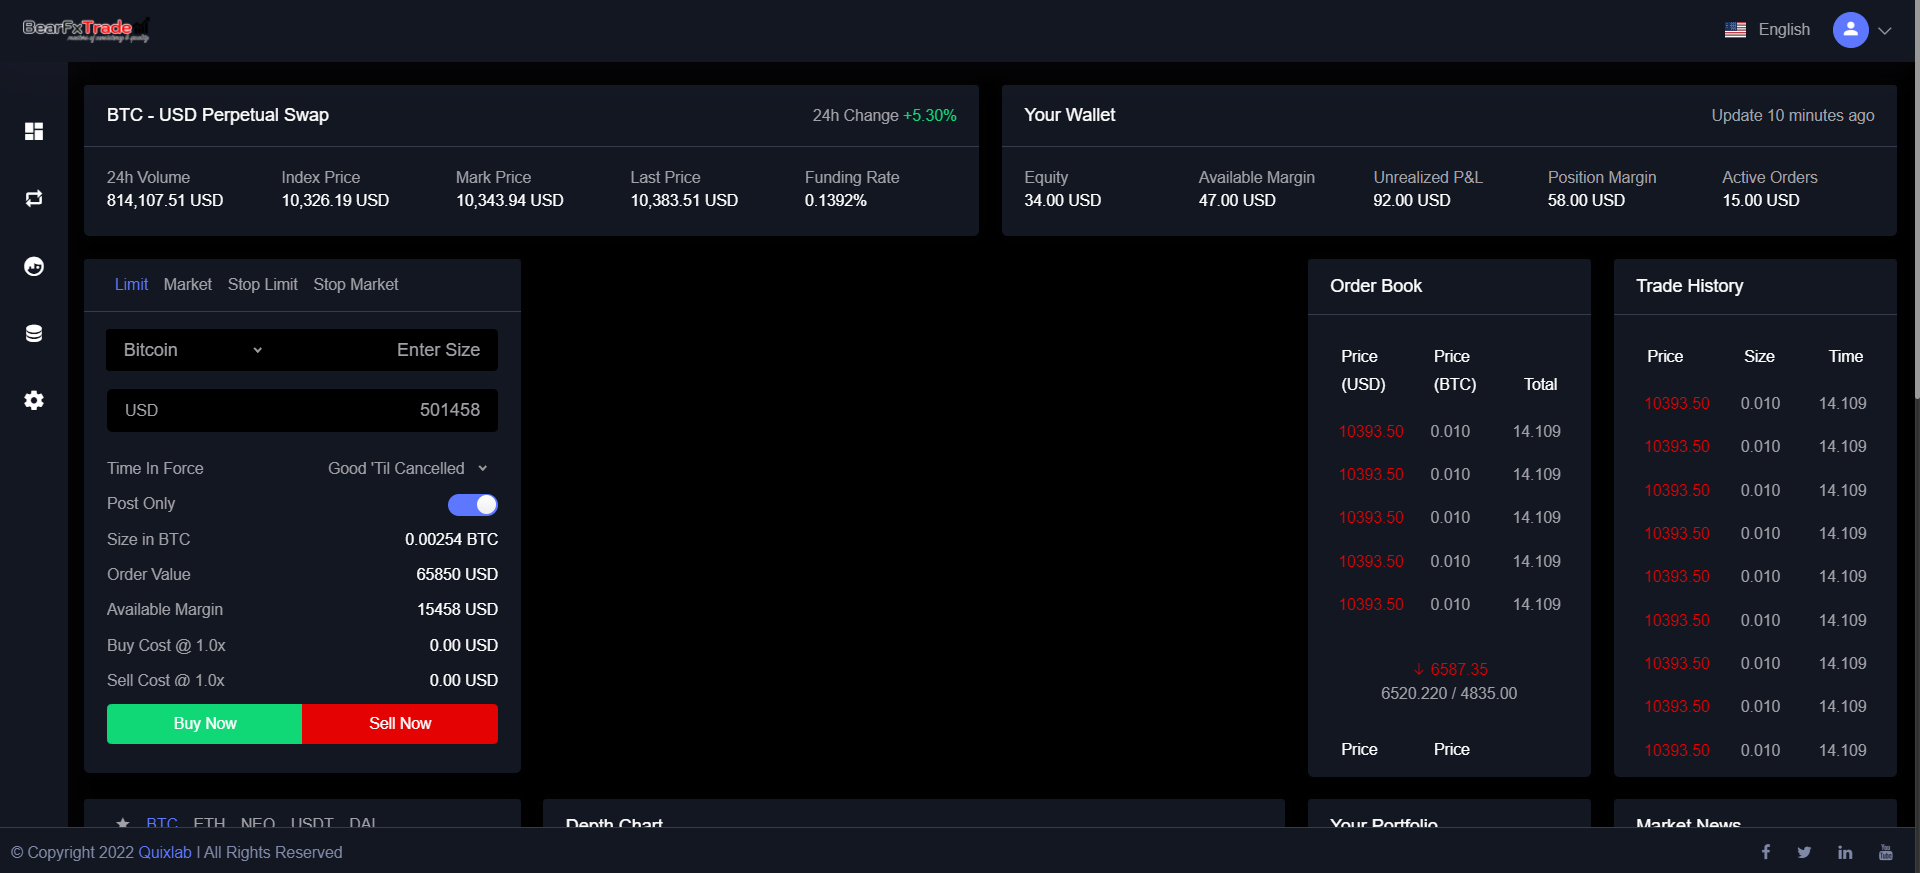 BearFxTrade
masters of consistency & quality
English
BTC - USD Perpetual Swap
24h Change +5.30%
24h Volume
814,107.51 USD
Index Price
10,326.19 USD
Mark Price
10,343.94 USD
Last Price
10,383.51 USD
Funding Rate
0.1392%
Your Wallet
Update 10 minutes ago
Equity
34.00 USD
Available Margin
47.00 USD
Unrealized P&L
92.00 USD
Position Margin
58.00 USD
Active Orders
15.00 USD
Limit Market Stop Limit Stop Market
Bitcoin Enter Size
USD 501458
Time In Force Good 'Til Cancelled
Post Only
Size in BTC 0.00254 BTC
Order Value 65850 USD
Available Margin 15458 USD
Buy Cost @ 1.0x 0.00 USD
Sell Cost @ 1.0x 0.00 USD
Buy Now Sell Now
Order Book
Price (USD) Price (BTC) Total
10393.50 0.010 14.109
10393.50 0.010 14.109
10393.50 0.010 14.109
10393.50 0.010 14.109
10393.50 0.010 14.109
↓ 6587.35
6520.220 / 4835.00
Price Price
Trade History
Price Size Time
10393.50 0.010 14.109
10393.50 0.010 14.109
10393.50 0.010 14.109
10393.50 0.010 14.109
10393.50 0.010 14.109
10393.50 0.010 14.109
10393.50 0.010 14.109
10393.50 0.010 14.109
10393.50 0.010 14.109
★ BTC ETH NEO USDT DAI
Depth Chart
Your Portfolio
Market News
© Copyright 2022 Quixlab I All Rights Reserved
You Tube